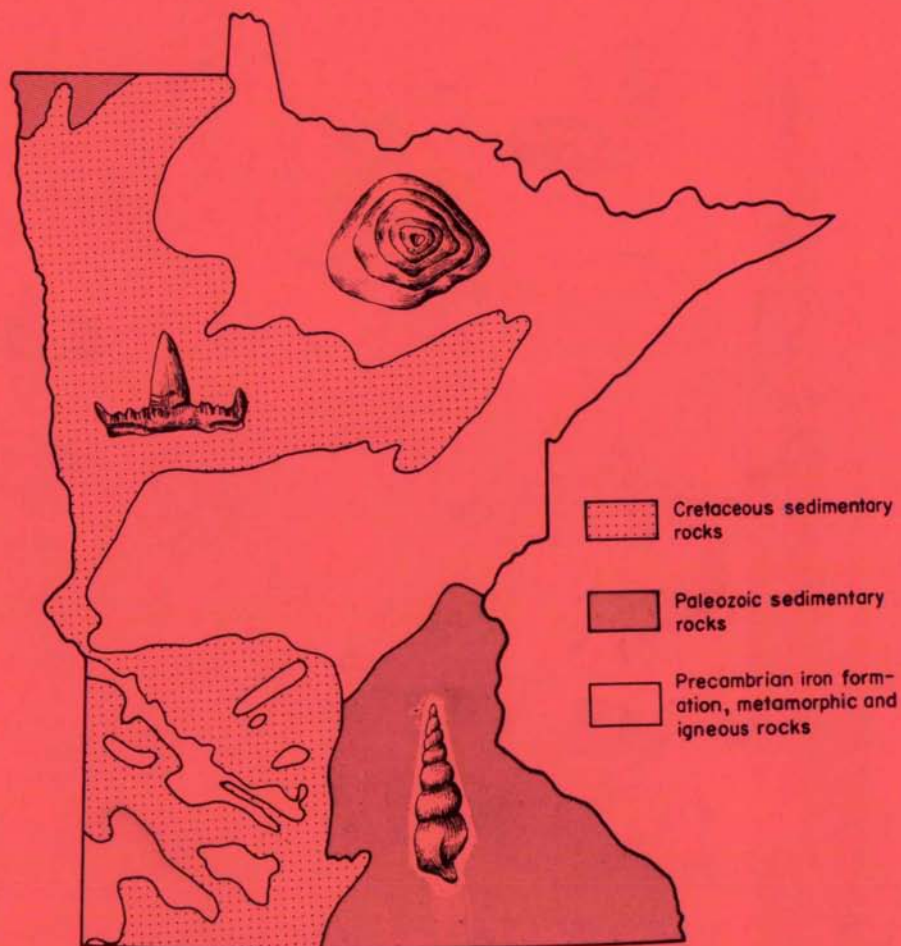 Cretaceous sedimentary
rocks
Paleozoic sedimentary
rocks
Precambrian iron form-
ation, metamorphic and
igneous rocks